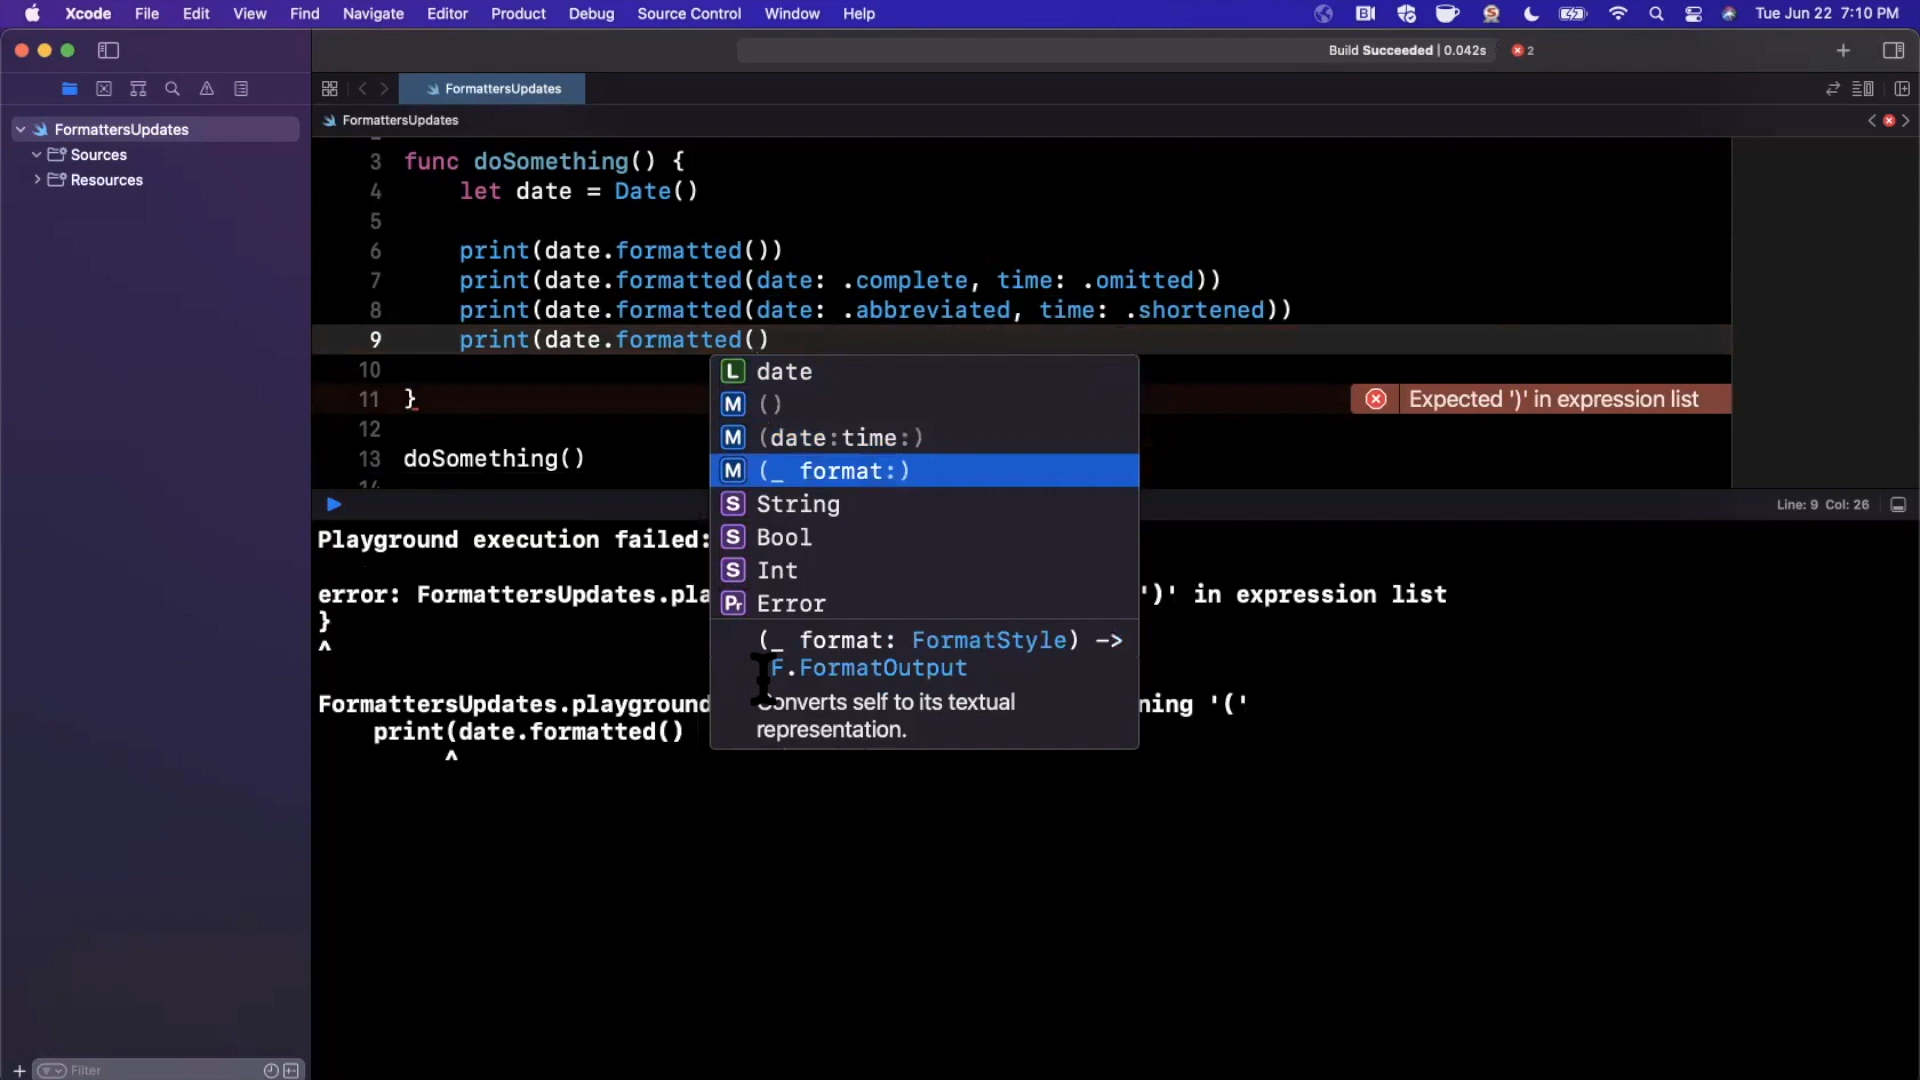 Xcode File Edit View Find Navigate Editor Product Debug Source Control Window Help Tue Jun 22 7:10 PM
Build Succeeded | 0.042s 2
FormattersUpdates
FormattersUpdates
FormattersUpdates
Sources
Resources
3 func doSomething() {
4 let date = Date()
5
6 print(date.formatted())
7 print(date.formatted(date: .complete, time: .omitted))
8 print(date.formatted(date: .abbreviated, time: .shortened))
9 print(date.formatted()
10
11 }
Expected ')' in expression list
12
13 doSomething()
14
L date
M ()
M (date:time:)
M (_ format:)
S String
S Bool
S Int
Pr Error
(_ format: FormatStyle) ->
F.FormatOutput
Converts self to its textual
representation.
Line: 9 Col: 26
Playground execution failed:
error: FormattersUpdates.pla ')' in expression list
}
^
FormattersUpdates.playground ning '('
print(date.formatted()
^
Filter